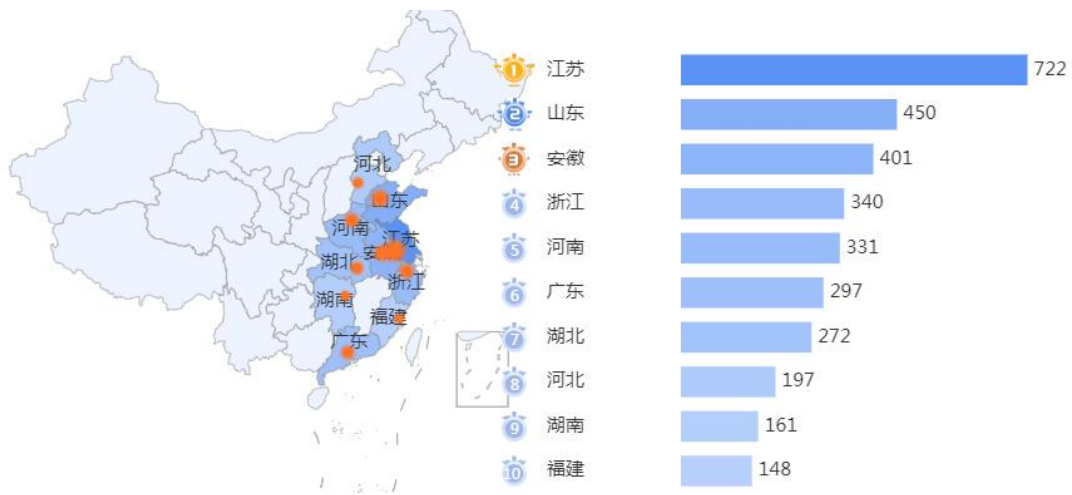 河北
山东
河南
江苏
安
湖北
浙江
湖南
福建
广东
1 江苏 722
2 山东 450
3 安徽 401
4 浙江 340
5 河南 331
6 广东 297
7 湖北 272
8 河北 197
9 湖南 161
10 福建 148